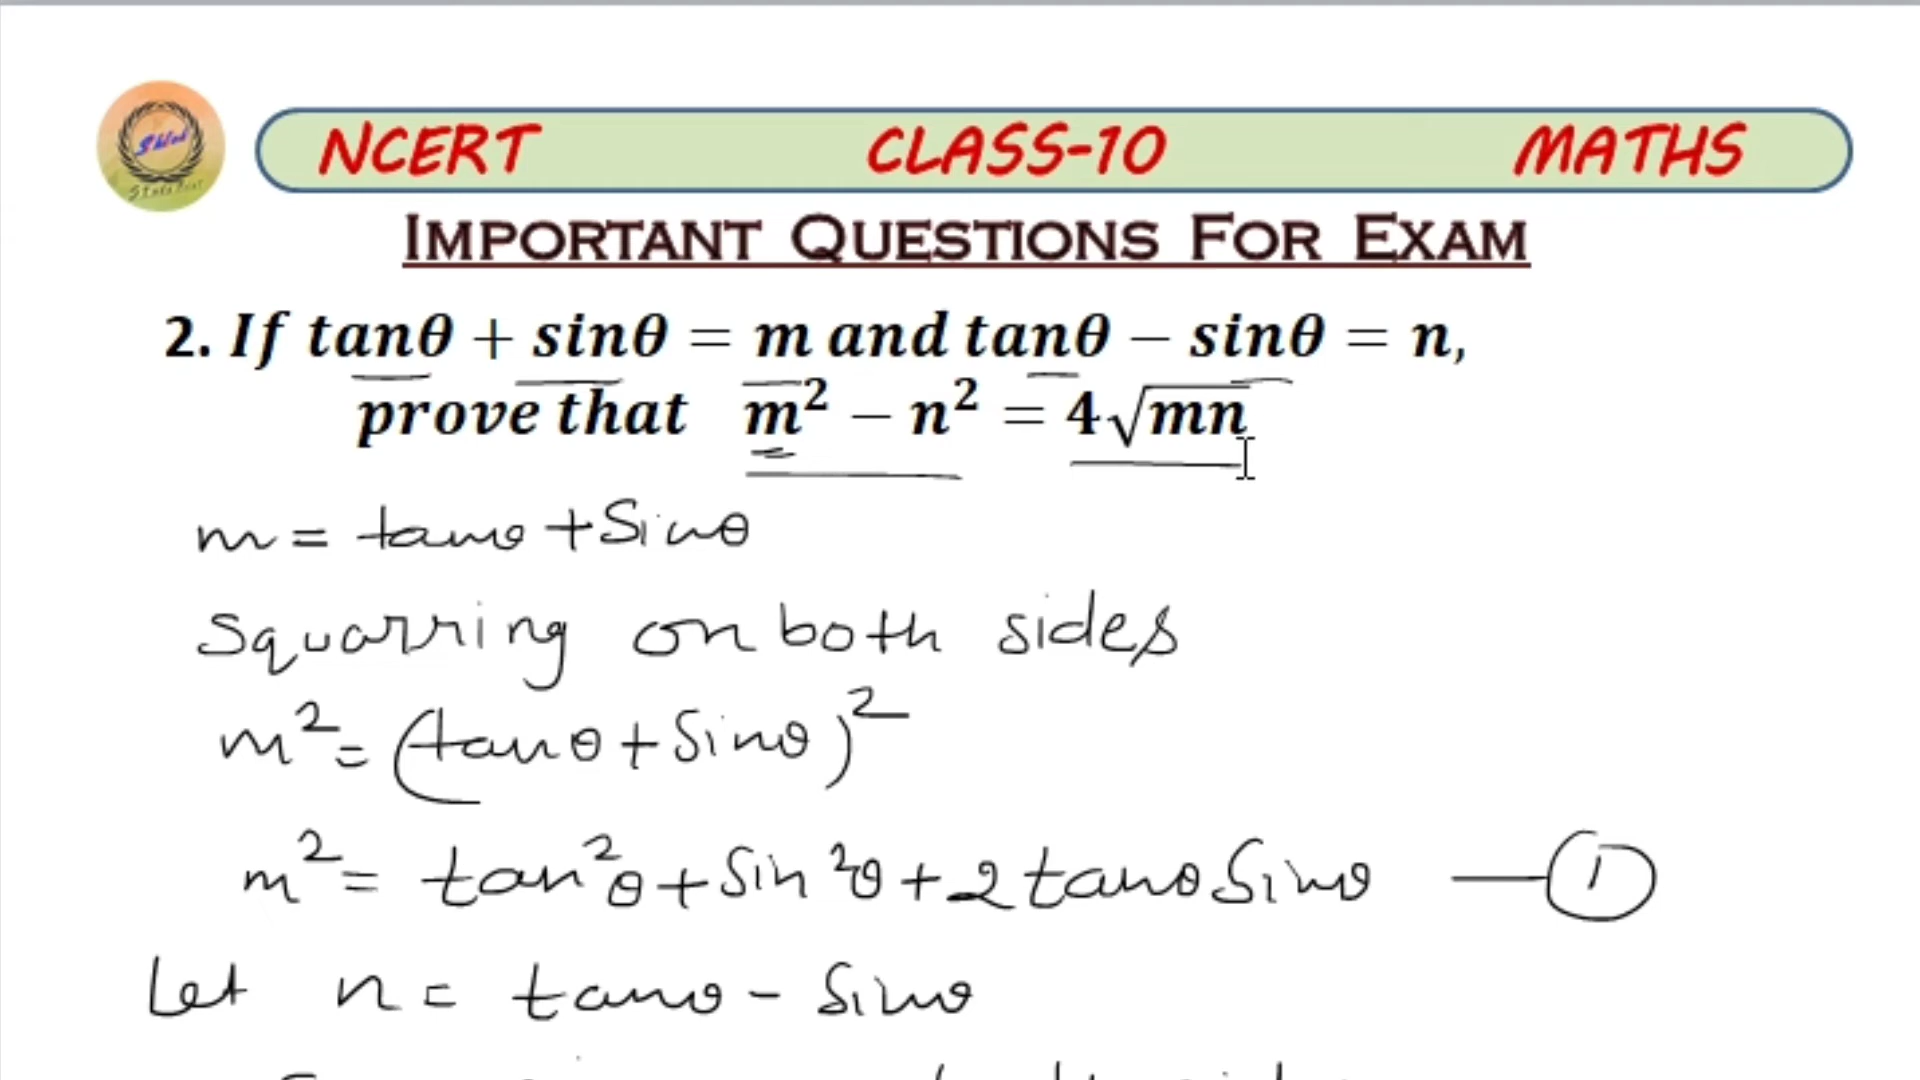 NCERT CLASS-10 MATHS
IMPORTANT QUESTIONS FOR EXAM
2. If tanθ + sinθ = m and tanθ − sinθ = n,
prove that m² − n² = 4√mn
m = tanθ + Sinθ
squarring on both sides
m² = (tanθ + Sinθ)²
m² = tan²θ + Sin²θ + 2 tanθ Sinθ — ①
Let n = tanθ - Sinθ